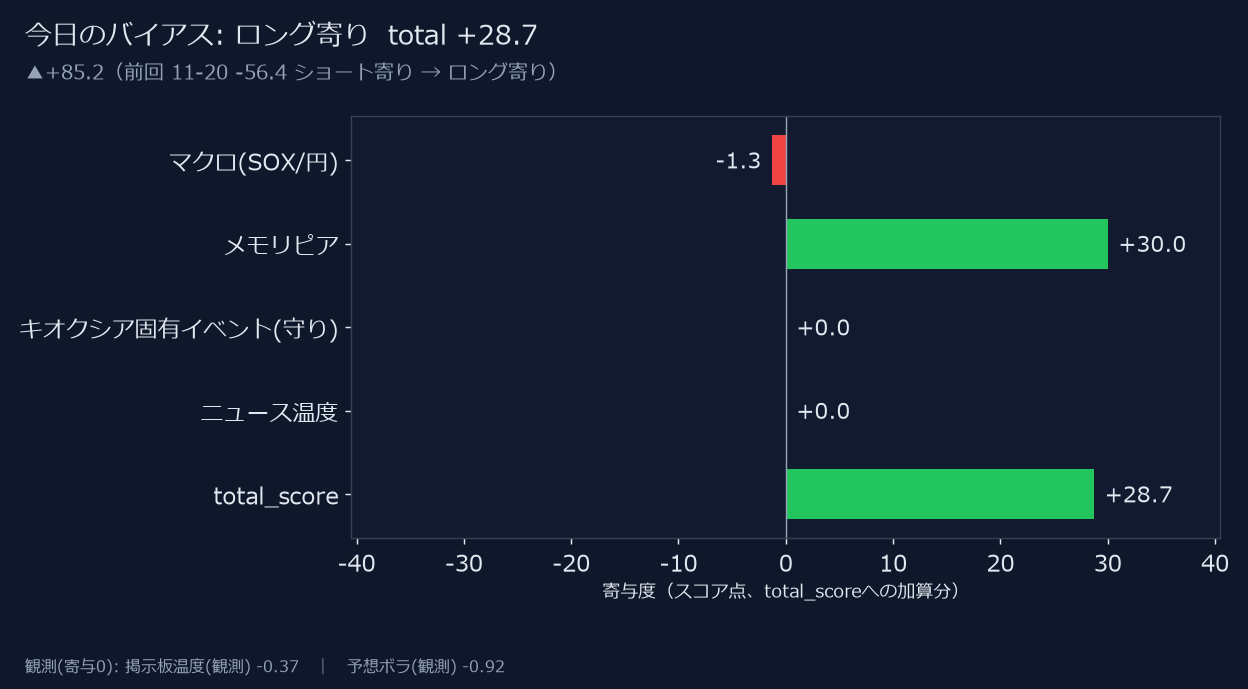 今日のバイアス: ロング寄り  total +28.7
▲+85.2（前回 11-20 -56.4 ショート寄り → ロング寄り）
マクロ(SOX/円)
-1.3
メモリピア
+30.0
キオクシア固有イベント(守り)
+0.0
ニュース温度
+0.0
total_score
+28.7
-40 -30 -20 -10 0 10 20 30 40
寄与度（スコア点、total_scoreへの加算分）
観測(寄与0): 掲示板温度(観測) -0.37  |  予想ボラ(観測) -0.92